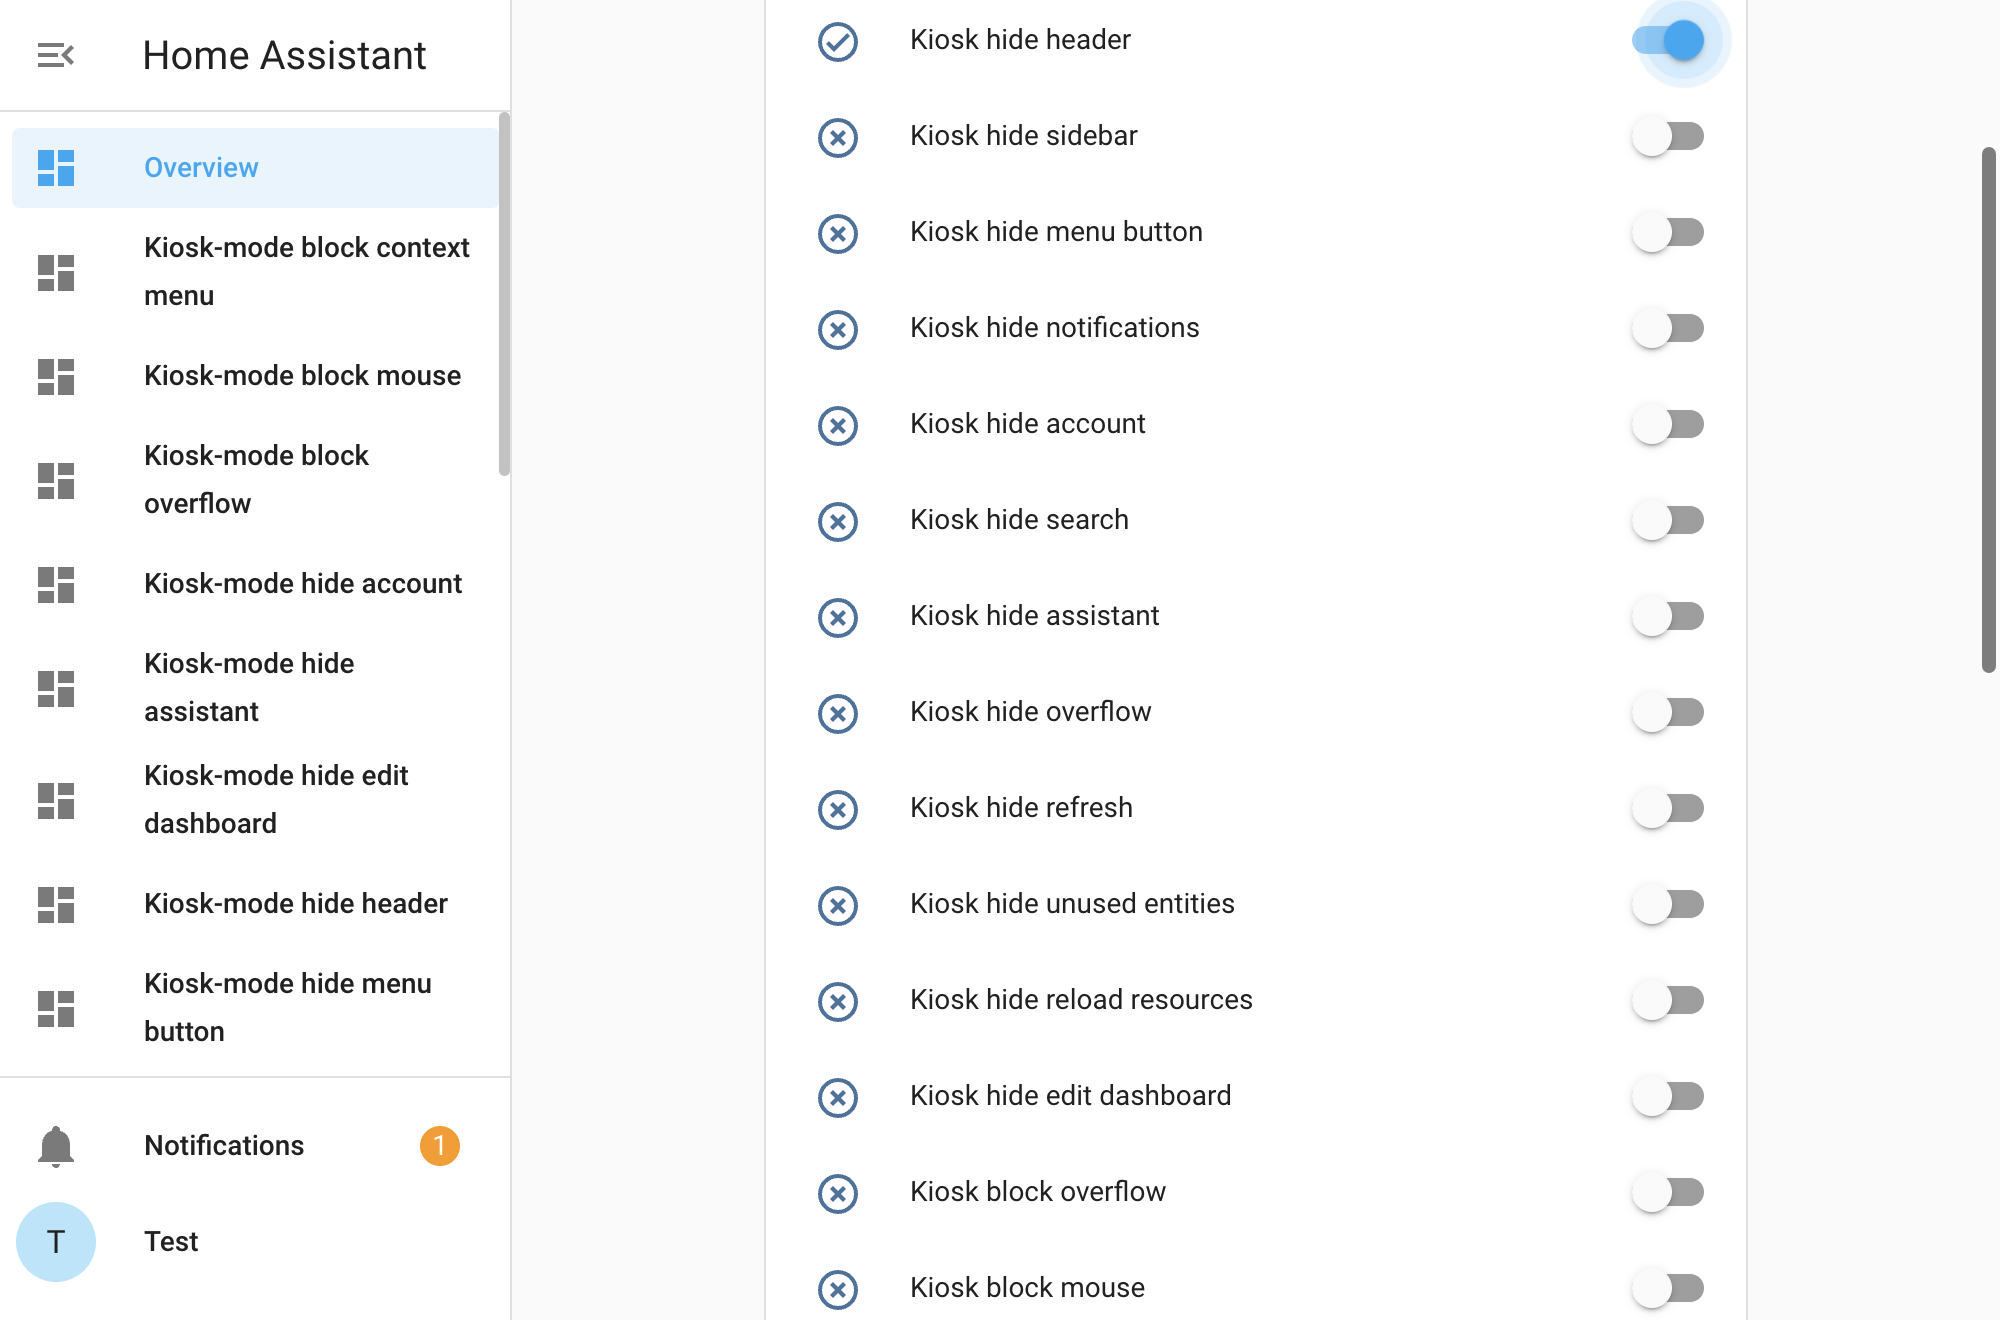 Home Assistant
Overview
Kiosk-mode block context
menu
Kiosk-mode block mouse
Kiosk-mode block
overflow
Kiosk-mode hide account
Kiosk-mode hide
assistant
Kiosk-mode hide edit
dashboard
Kiosk-mode hide header
Kiosk-mode hide menu
button
Notifications 1
T Test
Kiosk hide header
Kiosk hide sidebar
Kiosk hide menu button
Kiosk hide notifications
Kiosk hide account
Kiosk hide search
Kiosk hide assistant
Kiosk hide overflow
Kiosk hide refresh
Kiosk hide unused entities
Kiosk hide reload resources
Kiosk hide edit dashboard
Kiosk block overflow
Kiosk block mouse